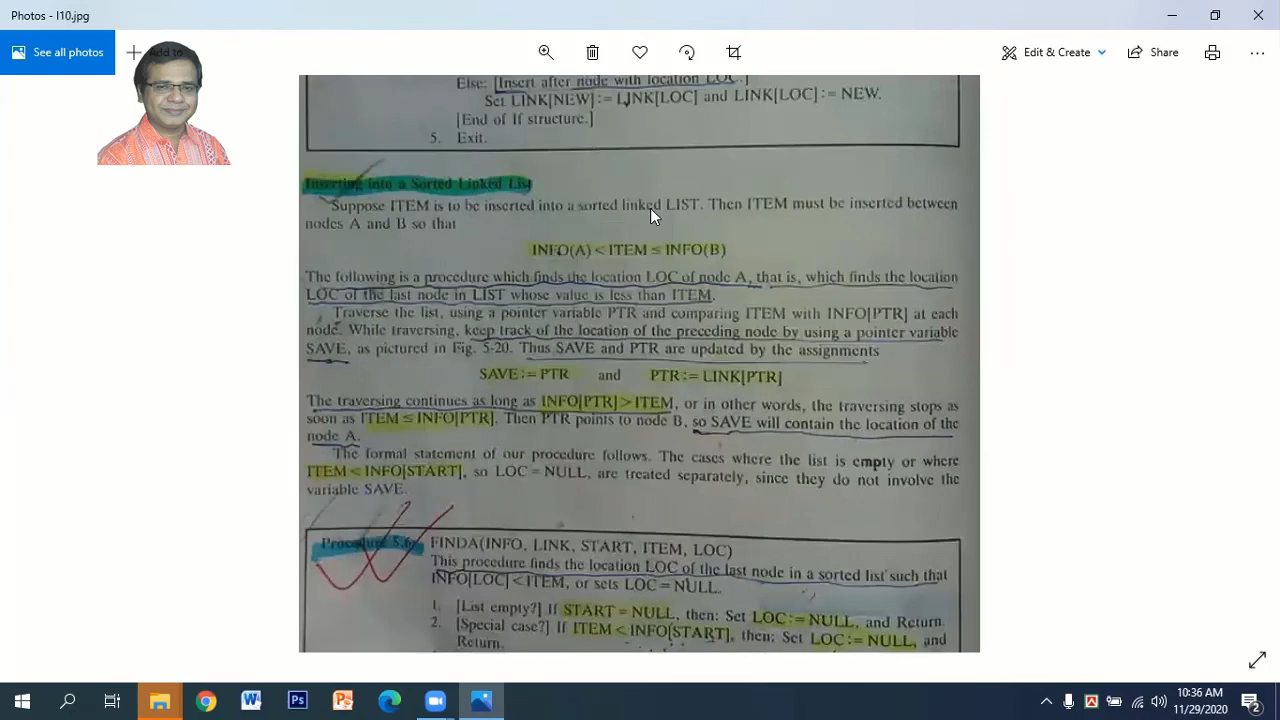 Photos - I10.jpg
See all photos
Add to
Edit & Create
Share
Else: [Insert after node with location LOC.]
Set LINK[NEW] := LINK[LOC] and LINK[LOC] := NEW.
[End of If structure.]
5. Exit.
Inserting into a Sorted Linked List
Suppose ITEM is to be inserted into a sorted linked LIST. Then ITEM must be inserted between
nodes A and B so that
INFO(A) < ITEM ≤ INFO(B)
The following is a procedure which finds the location LOC of node A, that is, which finds the location
LOC of the last node in LIST whose value is less than ITEM.
Traverse the list, using a pointer variable PTR and comparing ITEM with INFO[PTR] at each
node. While traversing, keep track of the location of the preceding node by using a pointer variable
SAVE, as pictured in Fig. 5-20. Thus SAVE and PTR are updated by the assignments
SAVE := PTR and PTR := LINK[PTR]
The traversing continues as long as INFO[PTR] > ITEM, or in other words, the traversing stops as
soon as ITEM ≤ INFO[PTR]. Then PTR points to node B, so SAVE will contain the location of the
node A.
The formal statement of our procedure follows. The cases where the list is empty or where
ITEM < INFO[START], so LOC = NULL, are treated separately, since they do not involve the
variable SAVE.
Procedure 5.6: FINDA(INFO, LINK, START, ITEM, LOC)
This procedure finds the location LOC of the last node in a sorted list such that
INFO[LOC] < ITEM, or sets LOC = NULL.
1. [List empty?] If START = NULL, then: Set LOC := NULL, and Return.
2. [Special case?] If ITEM < INFO[START], then: Set LOC := NULL, and
Return.
10:36 AM
11/29/2020
2